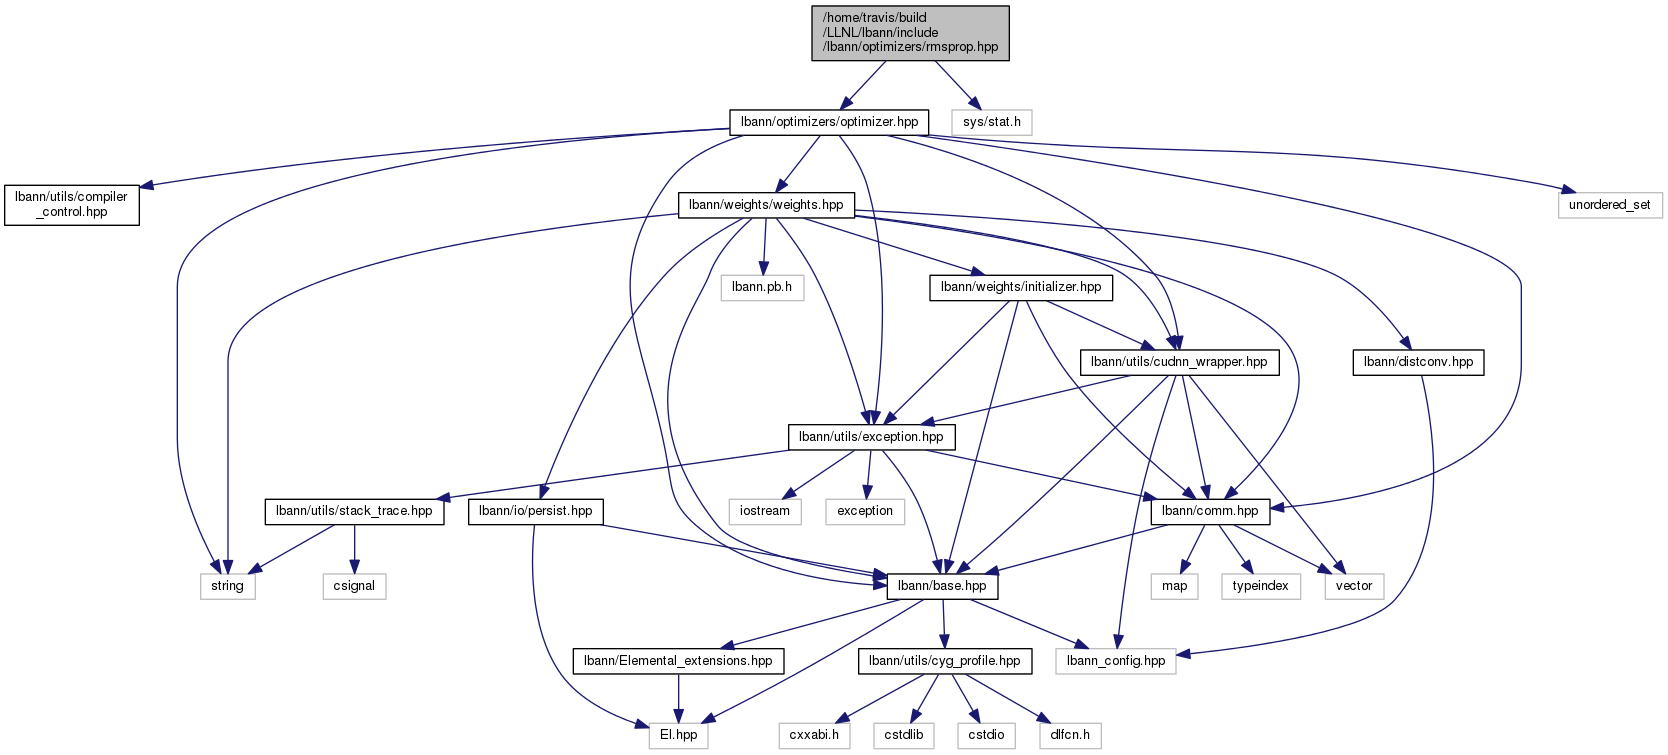 /home/travis/build
/LLNL/lbann/include
/lbann/optimizers/rmsprop.hpp
lbann/optimizers/optimizer.hpp
sys/stat.h
lbann/utils/compiler
_control.hpp
lbann/weights/weights.hpp
unordered_set
lbann.pb.h
lbann/weights/initializer.hpp
lbann/utils/cudnn_wrapper.hpp
lbann/distconv.hpp
lbann/utils/exception.hpp
lbann/utils/stack_trace.hpp
lbann/io/persist.hpp
iostream
exception
lbann/comm.hpp
string
csignal
lbann/base.hpp
map
typeindex
vector
lbann/Elemental_extensions.hpp
lbann/utils/cyg_profile.hpp
lbann_config.hpp
El.hpp
cxxabi.h
cstdlib
cstdio
dlfcn.h